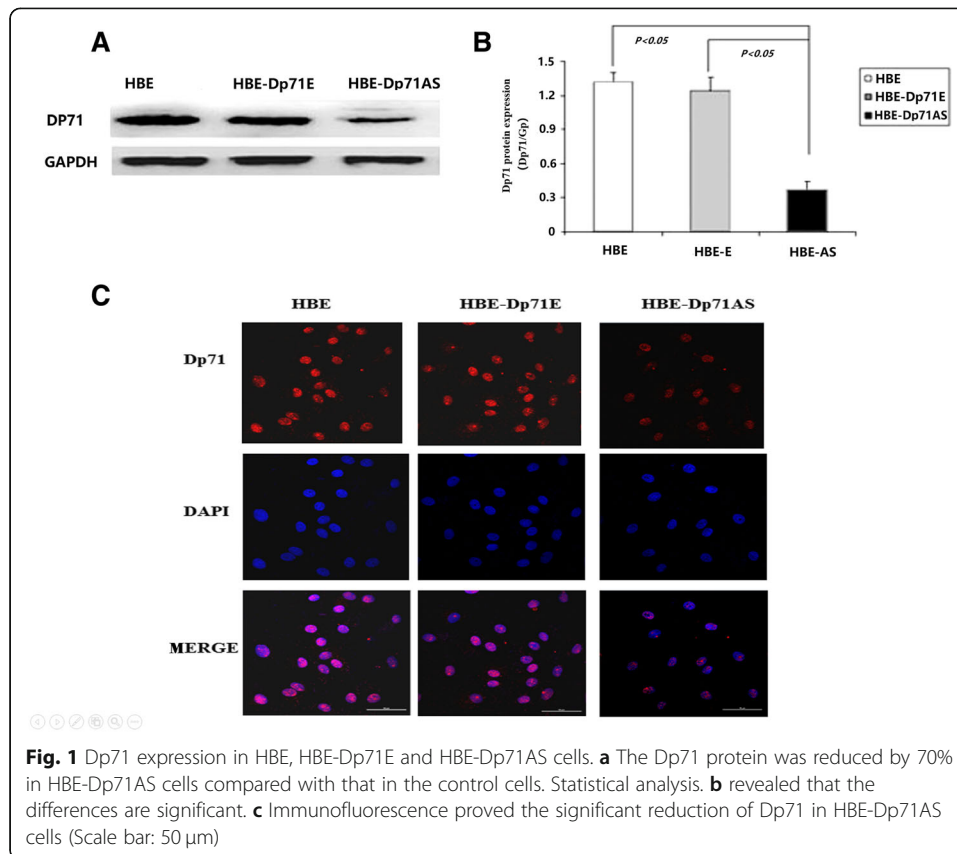 A
HBE HBE-Dp71E HBE-Dp71AS
DP71
GAPDH
B
P<0.05
P<0.05
Dp71 protein expression
(Dp71/Gp)
1.5
1.2
0.9
0.6
0.3
0
HBE HBE-E HBE-AS
HBE
HBE-Dp71E
HBE-Dp71AS
C
HBE HBE-Dp71E HBE-Dp71AS
Dp71
DAPI
MERGE
Fig. 1 Dp71 expression in HBE, HBE-Dp71E and HBE-Dp71AS cells. a The Dp71 protein was reduced by 70%
in HBE-Dp71AS cells compared with that in the control cells. Statistical analysis. b revealed that the
differences are significant. c Immunofluorescence proved the significant reduction of Dp71 in HBE-Dp71AS
cells (Scale bar: 50 μm)